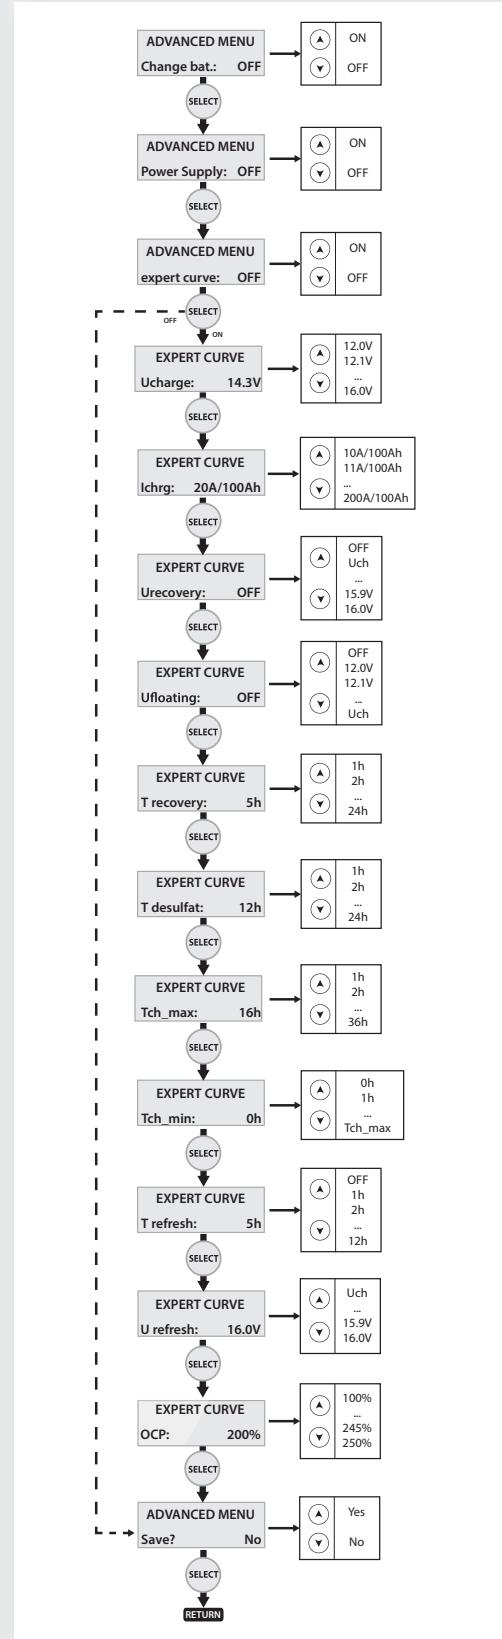 ADVANCED MENU
Change bat.: OFF
ON
OFF
SELECT
ADVANCED MENU
Power Supply: OFF
ON
OFF
SELECT
ADVANCED MENU
expert curve: OFF
ON
OFF
SELECT
OFF
ON
EXPERT CURVE
Ucharge: 14.3V
12.0V
12.1V
...
16.0V
SELECT
EXPERT CURVE
Ichrg: 20A/100Ah
10A/100Ah
11A/100Ah
...
200A/100Ah
SELECT
EXPERT CURVE
Urecovery: OFF
OFF
Uch
...
15.9V
16.0V
SELECT
EXPERT CURVE
Ufloating: OFF
OFF
12.0V
12.1V
...
Uch
SELECT
EXPERT CURVE
T recovery: 5h
1h
2h
...
24h
SELECT
EXPERT CURVE
T desulfat: 12h
1h
2h
...
24h
SELECT
EXPERT CURVE
Tch_max: 16h
1h
2h
...
36h
SELECT
EXPERT CURVE
Tch_min: 0h
0h
1h
...
Tch_max
SELECT
EXPERT CURVE
T refresh: 5h
OFF
1h
2h
...
12h
SELECT
EXPERT CURVE
U refresh: 16.0V
Uch
...
15.9V
16.0V
SELECT
EXPERT CURVE
OCP: 200%
100%
...
245%
250%
SELECT
ADVANCED MENU
Save? No
Yes
No
SELECT
RETURN